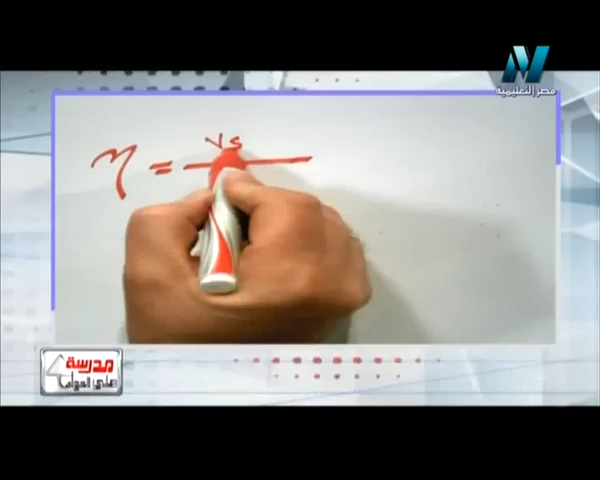 مصر التعليمية
η = Vs
مدرسة
على الهواء